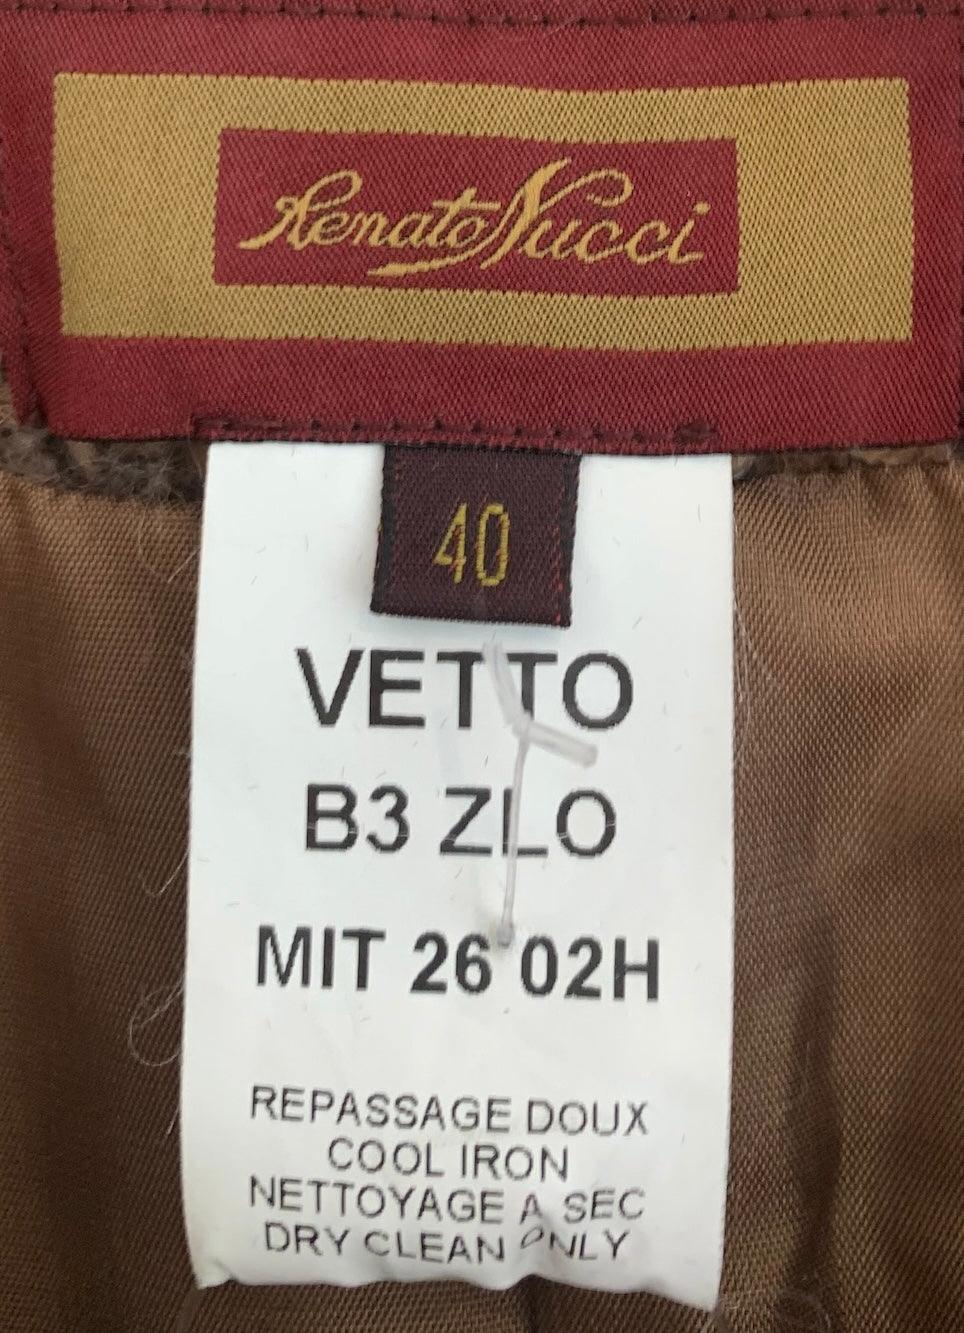 Renato Nucci
40
VETTO
B3 ZLO
MIT 26 02H
REPASSAGE DOUX
COOL IRON
NETTOYAGE A SEC
DRY CLEAN ONLY